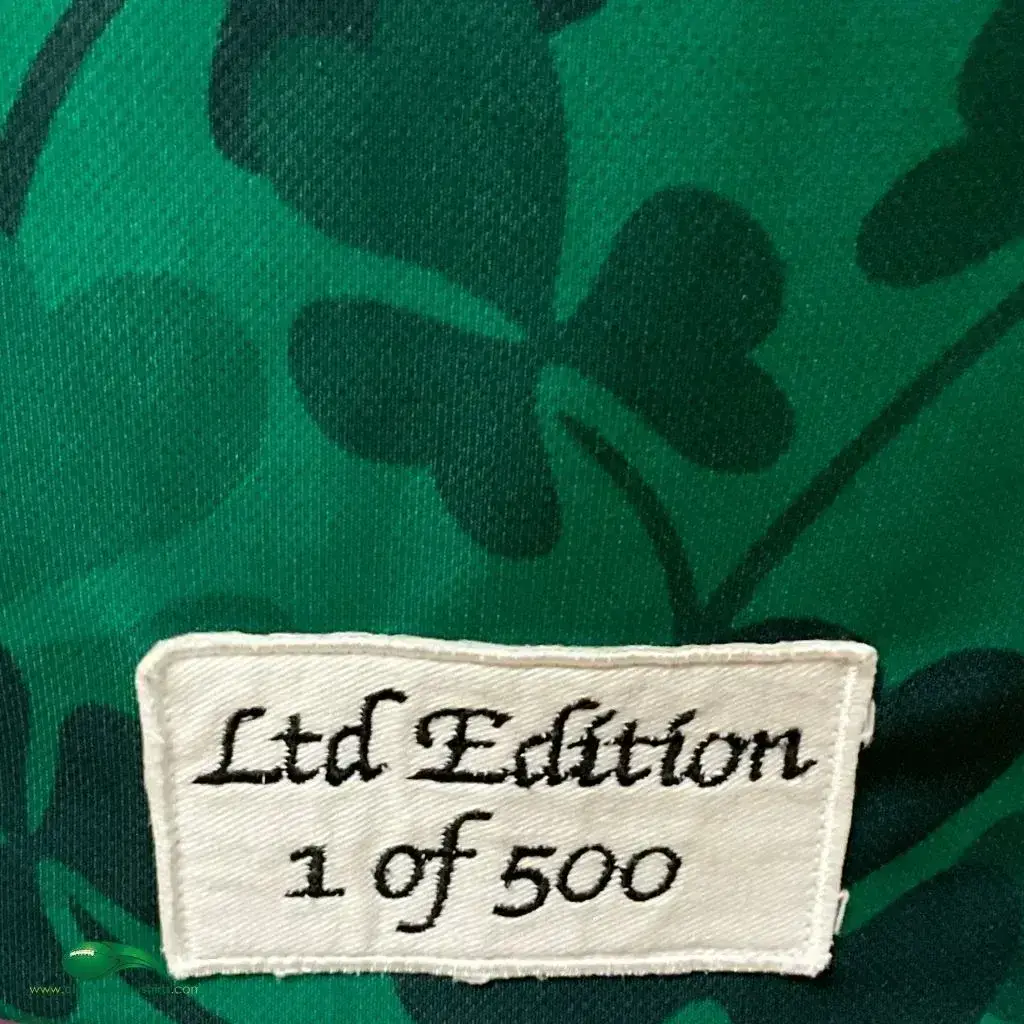 Ltd Edition
1 of 500